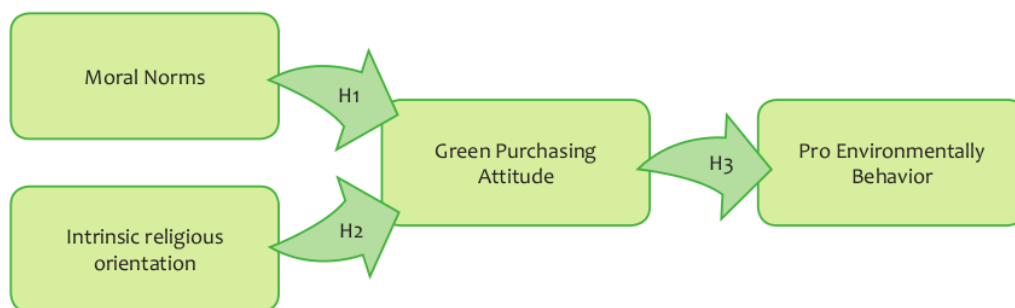 Moral Norms
H1
Green Purchasing
Attitude
H3
Pro Environmentally
Behavior
Intrinsic religious
orientation
H2